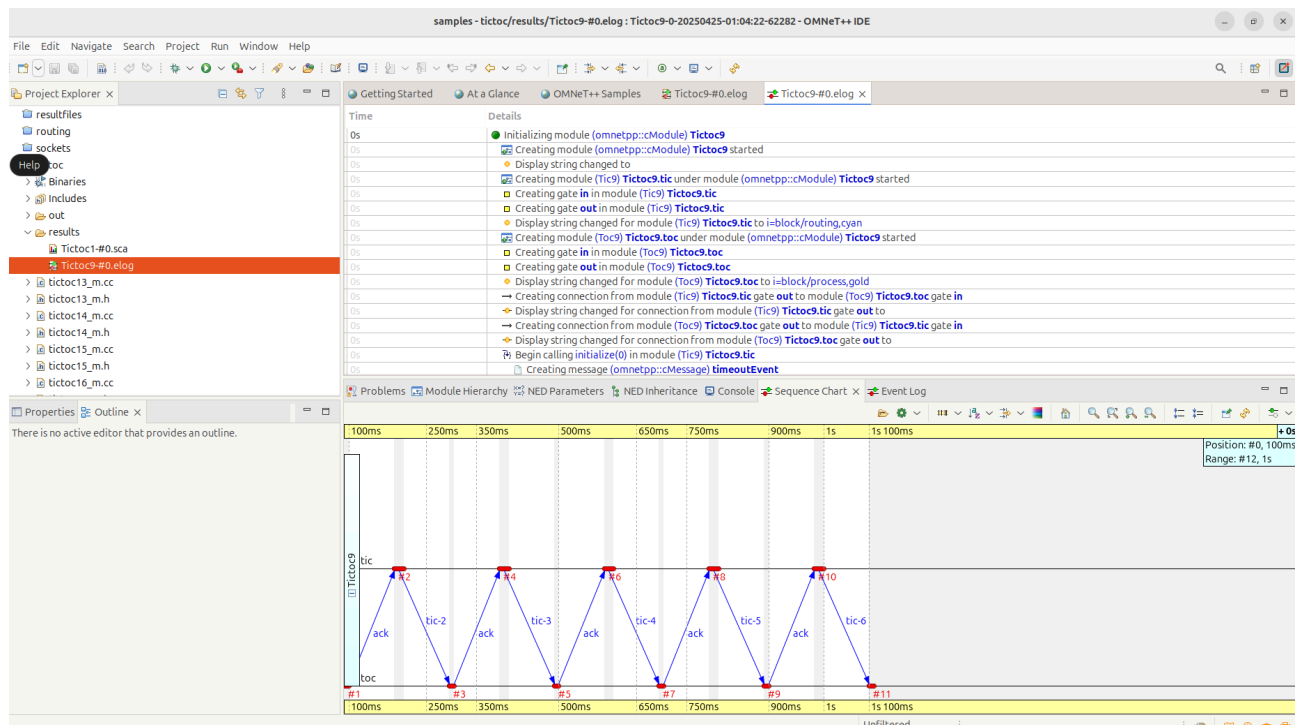 samples - tictoc/results/Tictoc9-#0.elog : Tictoc9-0-20250425-01:04:22-62282 - OMNeT++ IDE
File Edit Navigate Search Project Run Window Help
Project Explorer
resultfiles
routing
sockets
Help
toc
Binaries
Includes
out
results
Tictoc1-#0.sca
Tictoc9-#0.elog
tictoc13_m.cc
tictoc13_m.h
tictoc14_m.cc
tictoc14_m.h
tictoc15_m.cc
tictoc15_m.h
tictoc16_m.cc
Properties Outline
There is no active editor that provides an outline.
Getting Started At a Glance OMNeT++ Samples Tictoc9-#0.elog Tictoc9-#0.elog
Time Details
0s Initializing module (omnetpp::cModule) Tictoc9
0s Creating module (omnetpp::cModule) Tictoc9 started
0s Display string changed to
0s Creating module (Tic9) Tictoc9.tic under module (omnetpp::cModule) Tictoc9 started
0s Creating gate in in module (Tic9) Tictoc9.tic
0s Creating gate out in module (Tic9) Tictoc9.tic
0s Display string changed for module (Tic9) Tictoc9.tic to i=block/routing,cyan
0s Creating module (Toc9) Tictoc9.toc under module (omnetpp::cModule) Tictoc9 started
0s Creating gate in in module (Toc9) Tictoc9.toc
0s Creating gate out in module (Toc9) Tictoc9.toc
0s Display string changed for module (Toc9) Tictoc9.toc to i=block/process,gold
0s Creating connection from module (Tic9) Tictoc9.tic gate out to module (Toc9) Tictoc9.toc gate in
0s Display string changed for connection from module (Tic9) Tictoc9.tic gate out to
0s Creating connection from module (Toc9) Tictoc9.toc gate out to module (Tic9) Tictoc9.tic gate in
0s Display string changed for connection from module (Toc9) Tictoc9.toc gate out to
0s Begin calling initialize(0) in module (Tic9) Tictoc9.tic
0s Creating message (omnetpp::cMessage) timeoutEvent
Problems Module Hierarchy NED Parameters NED Inheritance Console Sequence Chart Event Log
100ms 250ms 350ms 500ms 650ms 750ms 900ms 1s 1s 100ms + 0s
Position: #0, 100ms
Range: #12, 1s
Tictoc9
tic
#2 #4 #6 #8 #10
tic-2 tic-3 tic-4 tic-5 tic-6
ack ack ack ack ack
toc
#1 #3 #5 #7 #9 #11
100ms 250ms 350ms 500ms 650ms 750ms 900ms 1s 1s 100ms
Unfiltered